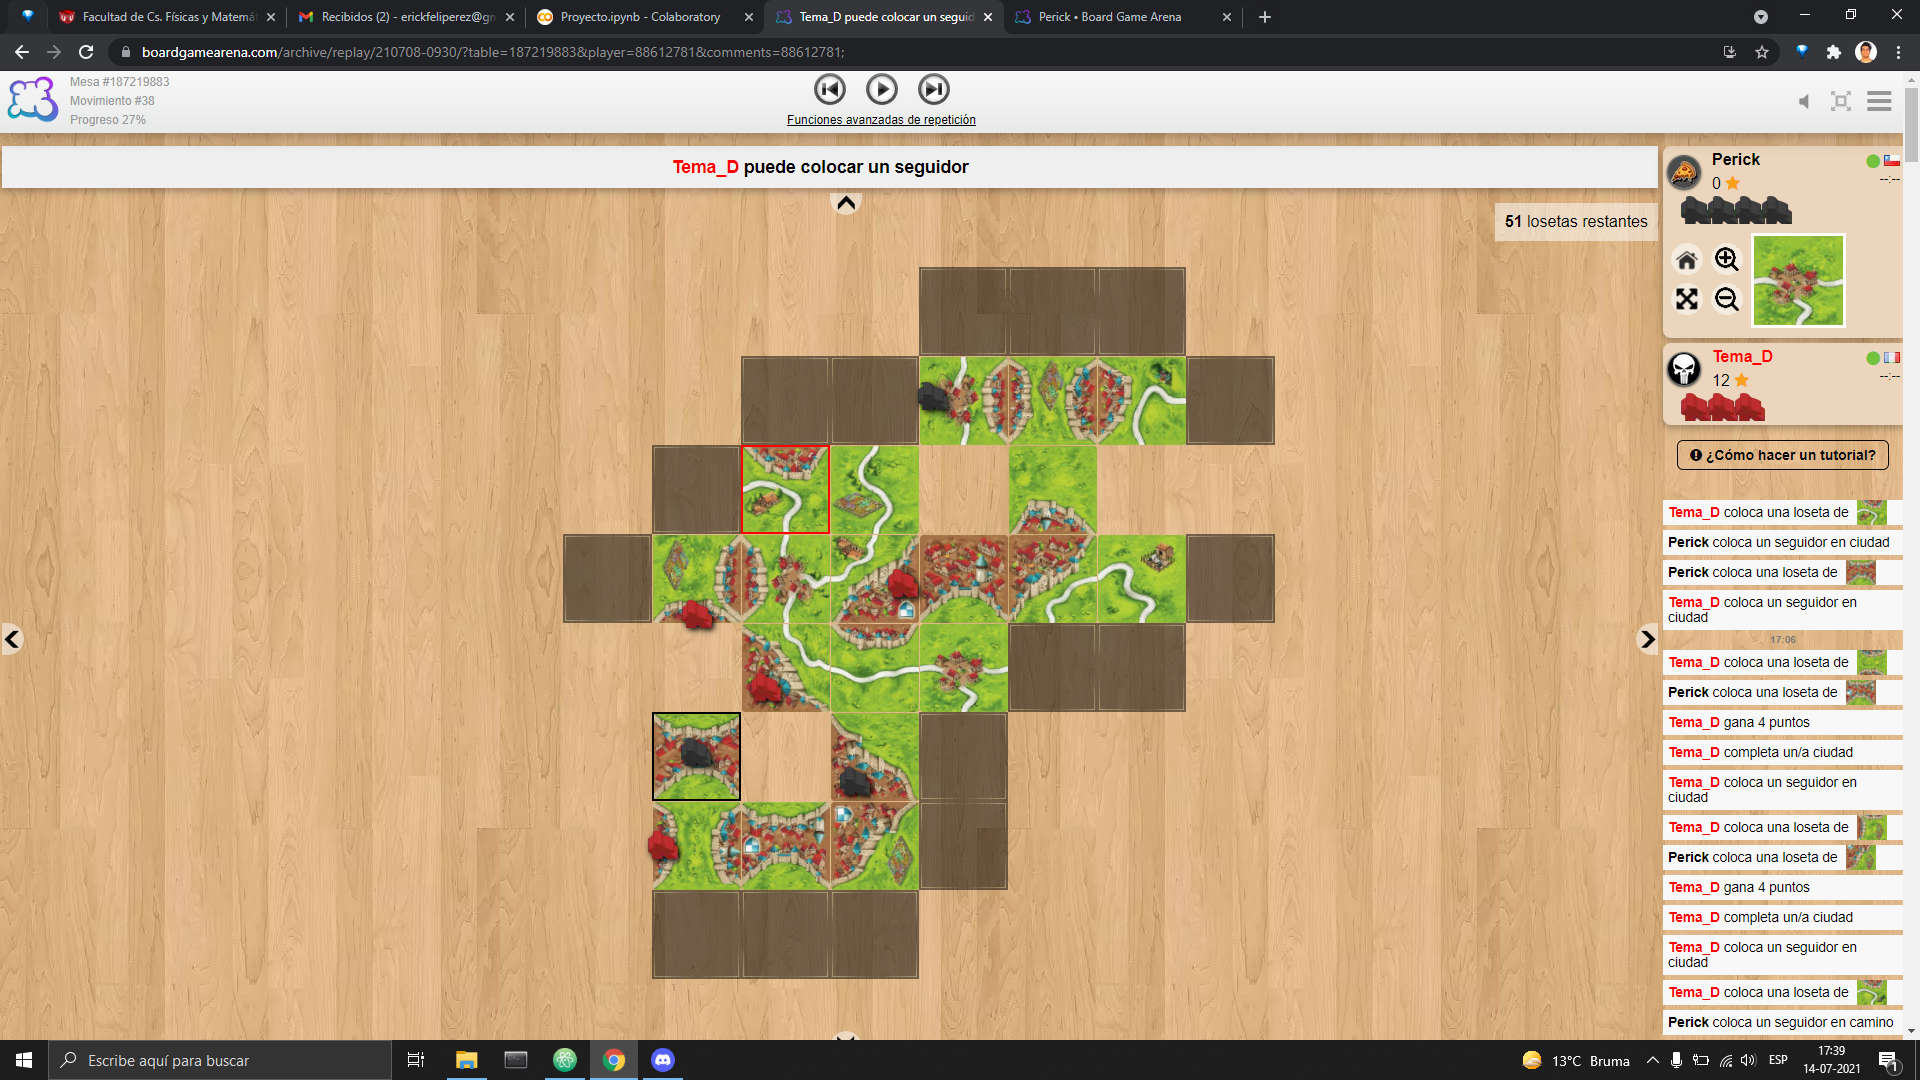 Facultad de Cs. Físicas y Matemá
Recibidos (2) - erickfeliperez@gm
Proyecto.ipynb - Colaboratory
Tema_D puede colocar un seguid
Perick • Board Game Arena
boardgamearena.com/archive/replay/210708-0930/?table=187219883&player=88612781&comments=88612781;
Mesa #187219883
Movimiento #38
Progreso 27%
Funciones avanzadas de repetición
Tema_D puede colocar un seguidor
51 losetas restantes
Perick
0
--:--
Tema_D
12
--:--
¿Cómo hacer un tutorial?
Tema_D coloca una loseta de
Perick coloca un seguidor en ciudad
Perick coloca una loseta de
Tema_D coloca un seguidor en
ciudad
17:06
Tema_D coloca una loseta de
Perick coloca una loseta de
Tema_D gana 4 puntos
Tema_D completa un/a ciudad
Tema_D coloca un seguidor en
ciudad
Tema_D coloca una loseta de
Perick coloca una loseta de
Tema_D gana 4 puntos
Tema_D completa un/a ciudad
Tema_D coloca un seguidor en
ciudad
Tema_D coloca una loseta de
Perick coloca un seguidor en camino
Escribe aquí para buscar
13°C Bruma
ESP
17:39
14-07-2021
1